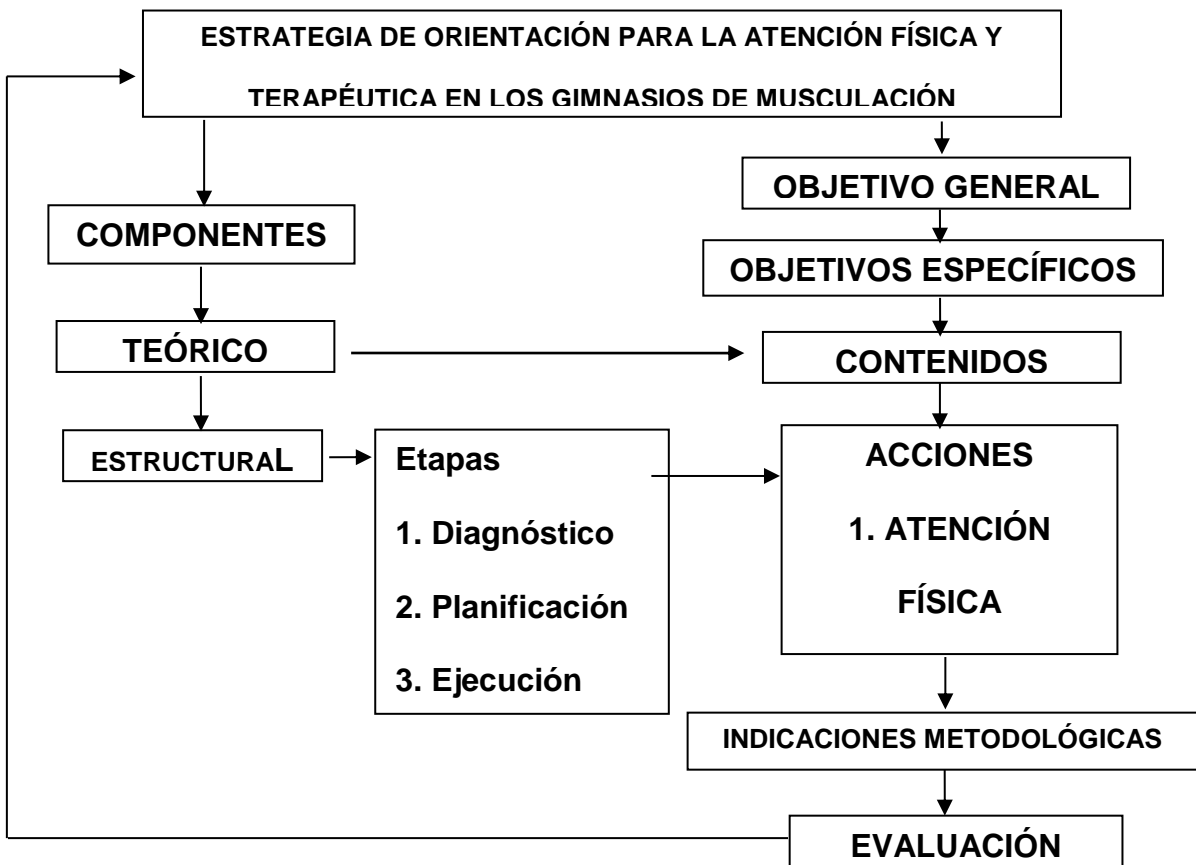 ESTRATEGIA DE ORIENTACIÓN PARA LA ATENCIÓN FÍSICA Y
TERAPÉUTICA EN LOS GIMNASIOS DE MUSCULACIÓN
OBJETIVO GENERAL
COMPONENTES
OBJETIVOS ESPECÍFICOS
TEÓRICO
CONTENIDOS
ESTRUCTURAL
Etapas
1. Diagnóstico
2. Planificación
3. Ejecución
ACCIONES
1. ATENCIÓN
FÍSICA
INDICACIONES METODOLÓGICAS
EVALUACIÓN